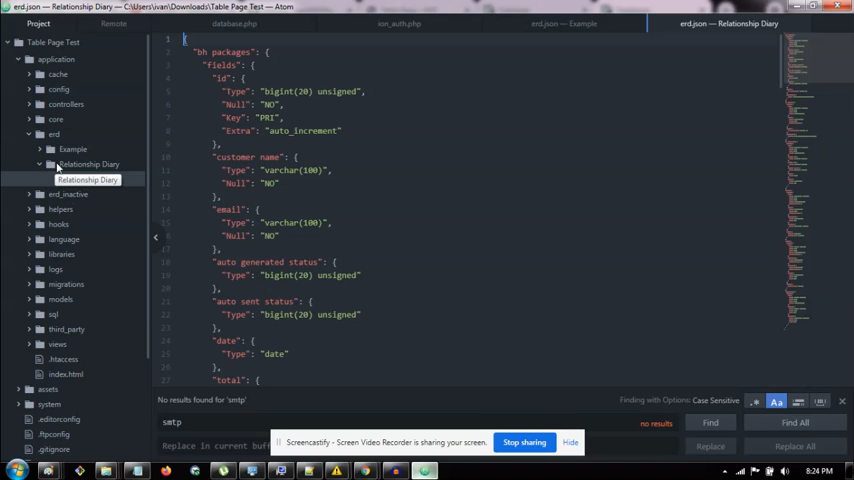 erd.json — Relationship Diary — C:\Users\ivan\Downloads\Table Page Test — Atom
Project
Remote
database.php
ion_auth.php
erd.json — Example
erd.json — Relationship Diary
Table Page Test
application
cache
config
controllers
core
erd
Example
Relationship Diary
Relationship Diary
erd_inactive
helpers
hooks
language
libraries
logs
migrations
models
sql
third_party
views
.htaccess
index.html
assets
system
.editorconfig
.ftpconfig
.gitignore
1 {
2 "bh packages": {
3 "fields": {
4 "id": {
5 "Type": "bigint(20) unsigned",
6 "Null": "NO",
7 "Key": "PRI",
8 "Extra": "auto_increment"
9 },
10 "customer name": {
11 "Type": "varchar(100)",
12 "Null": "NO"
13 },
14 "email": {
15 "Type": "varchar(100)",
16 "Null": "NO"
17 },
18 "auto generated status": {
19 "Type": "bigint(20) unsigned"
20 },
21 "auto sent status": {
22 "Type": "bigint(20) unsigned"
23 },
24 "date": {
25 "Type": "date"
26 },
27 "total": {
No results found for 'smtp'
Finding with Options: Case Sensitive
.*
Aa
smtp
no results
Find
Find All
Replace in current buff
Replace
Replace All
Screencastify - Screen Video Recorder is sharing your screen.
Stop sharing
Hide
8:24 PM